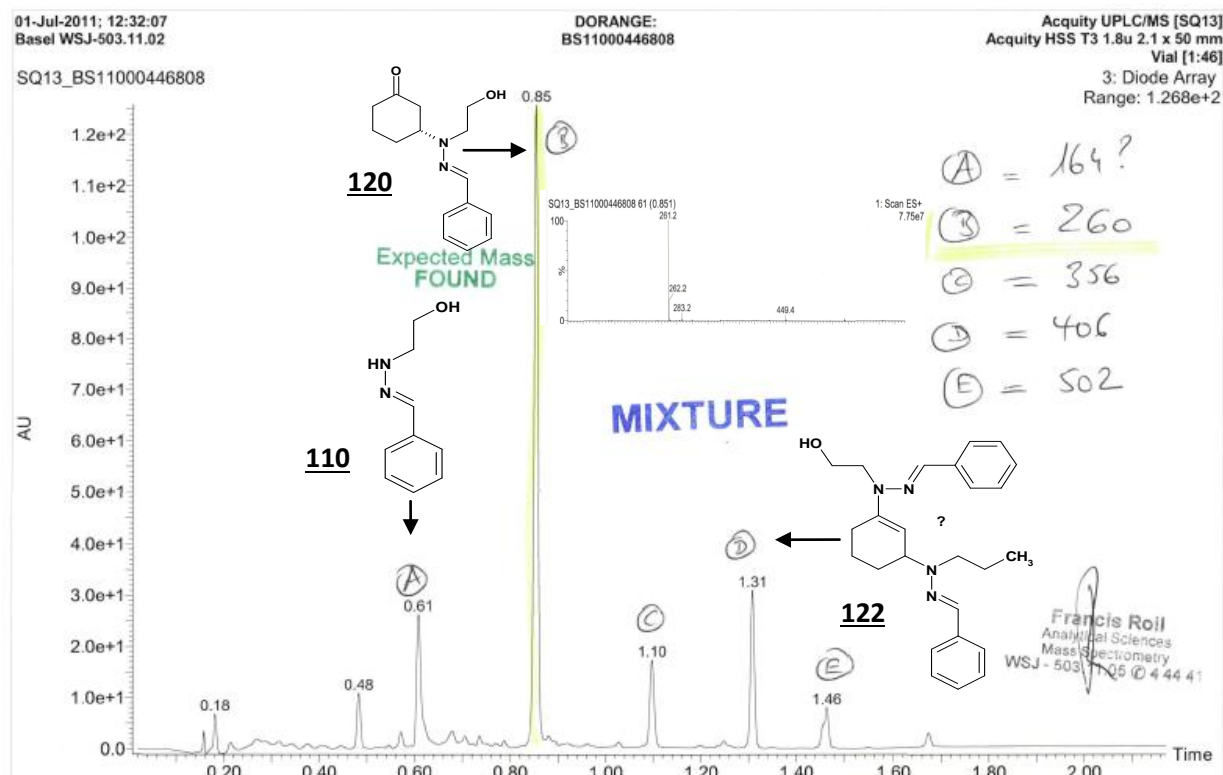 01-Jul-2011; 12:32:07
Basel WSJ-503.11.02
DORANGE:
BS11000446808
Acquity UPLC/MS [SQ13]
Acquity HSS T3 1.8u 2.1 x 50 mm
Vial [1:46]
SQ13_BS11000446808
3: Diode Array
Range: 1.268e+2
O
OH
N
N
120
0.85
B
Expected Mass
FOUND
SQ13_BS11000446808 61 (0.851)
1: Scan ES+
7.75e7
100
%
0
261.2
262.2
283.2
449.4
A = 164?
B = 260
C = 356
D = 406
E = 502
OH
HN
N
110
MIXTURE
HO
N
N
?
N
CH3
N
122
Francis Roll
Analytical Sciences
Mass Spectrometry
A
B
C
D
E
0.18
0.48
0.61
1.10
1.31
1.46
AU
1.2e+2
1.1e+2
1.0e+2
9.0e+1
8.0e+1
7.0e+1
6.0e+1
5.0e+1
4.0e+1
3.0e+1
2.0e+1
1.0e+1
0.0
0.20
0.40
0.60
0.80
1.00
1.20
1.40
1.60
1.80
2.00
Time